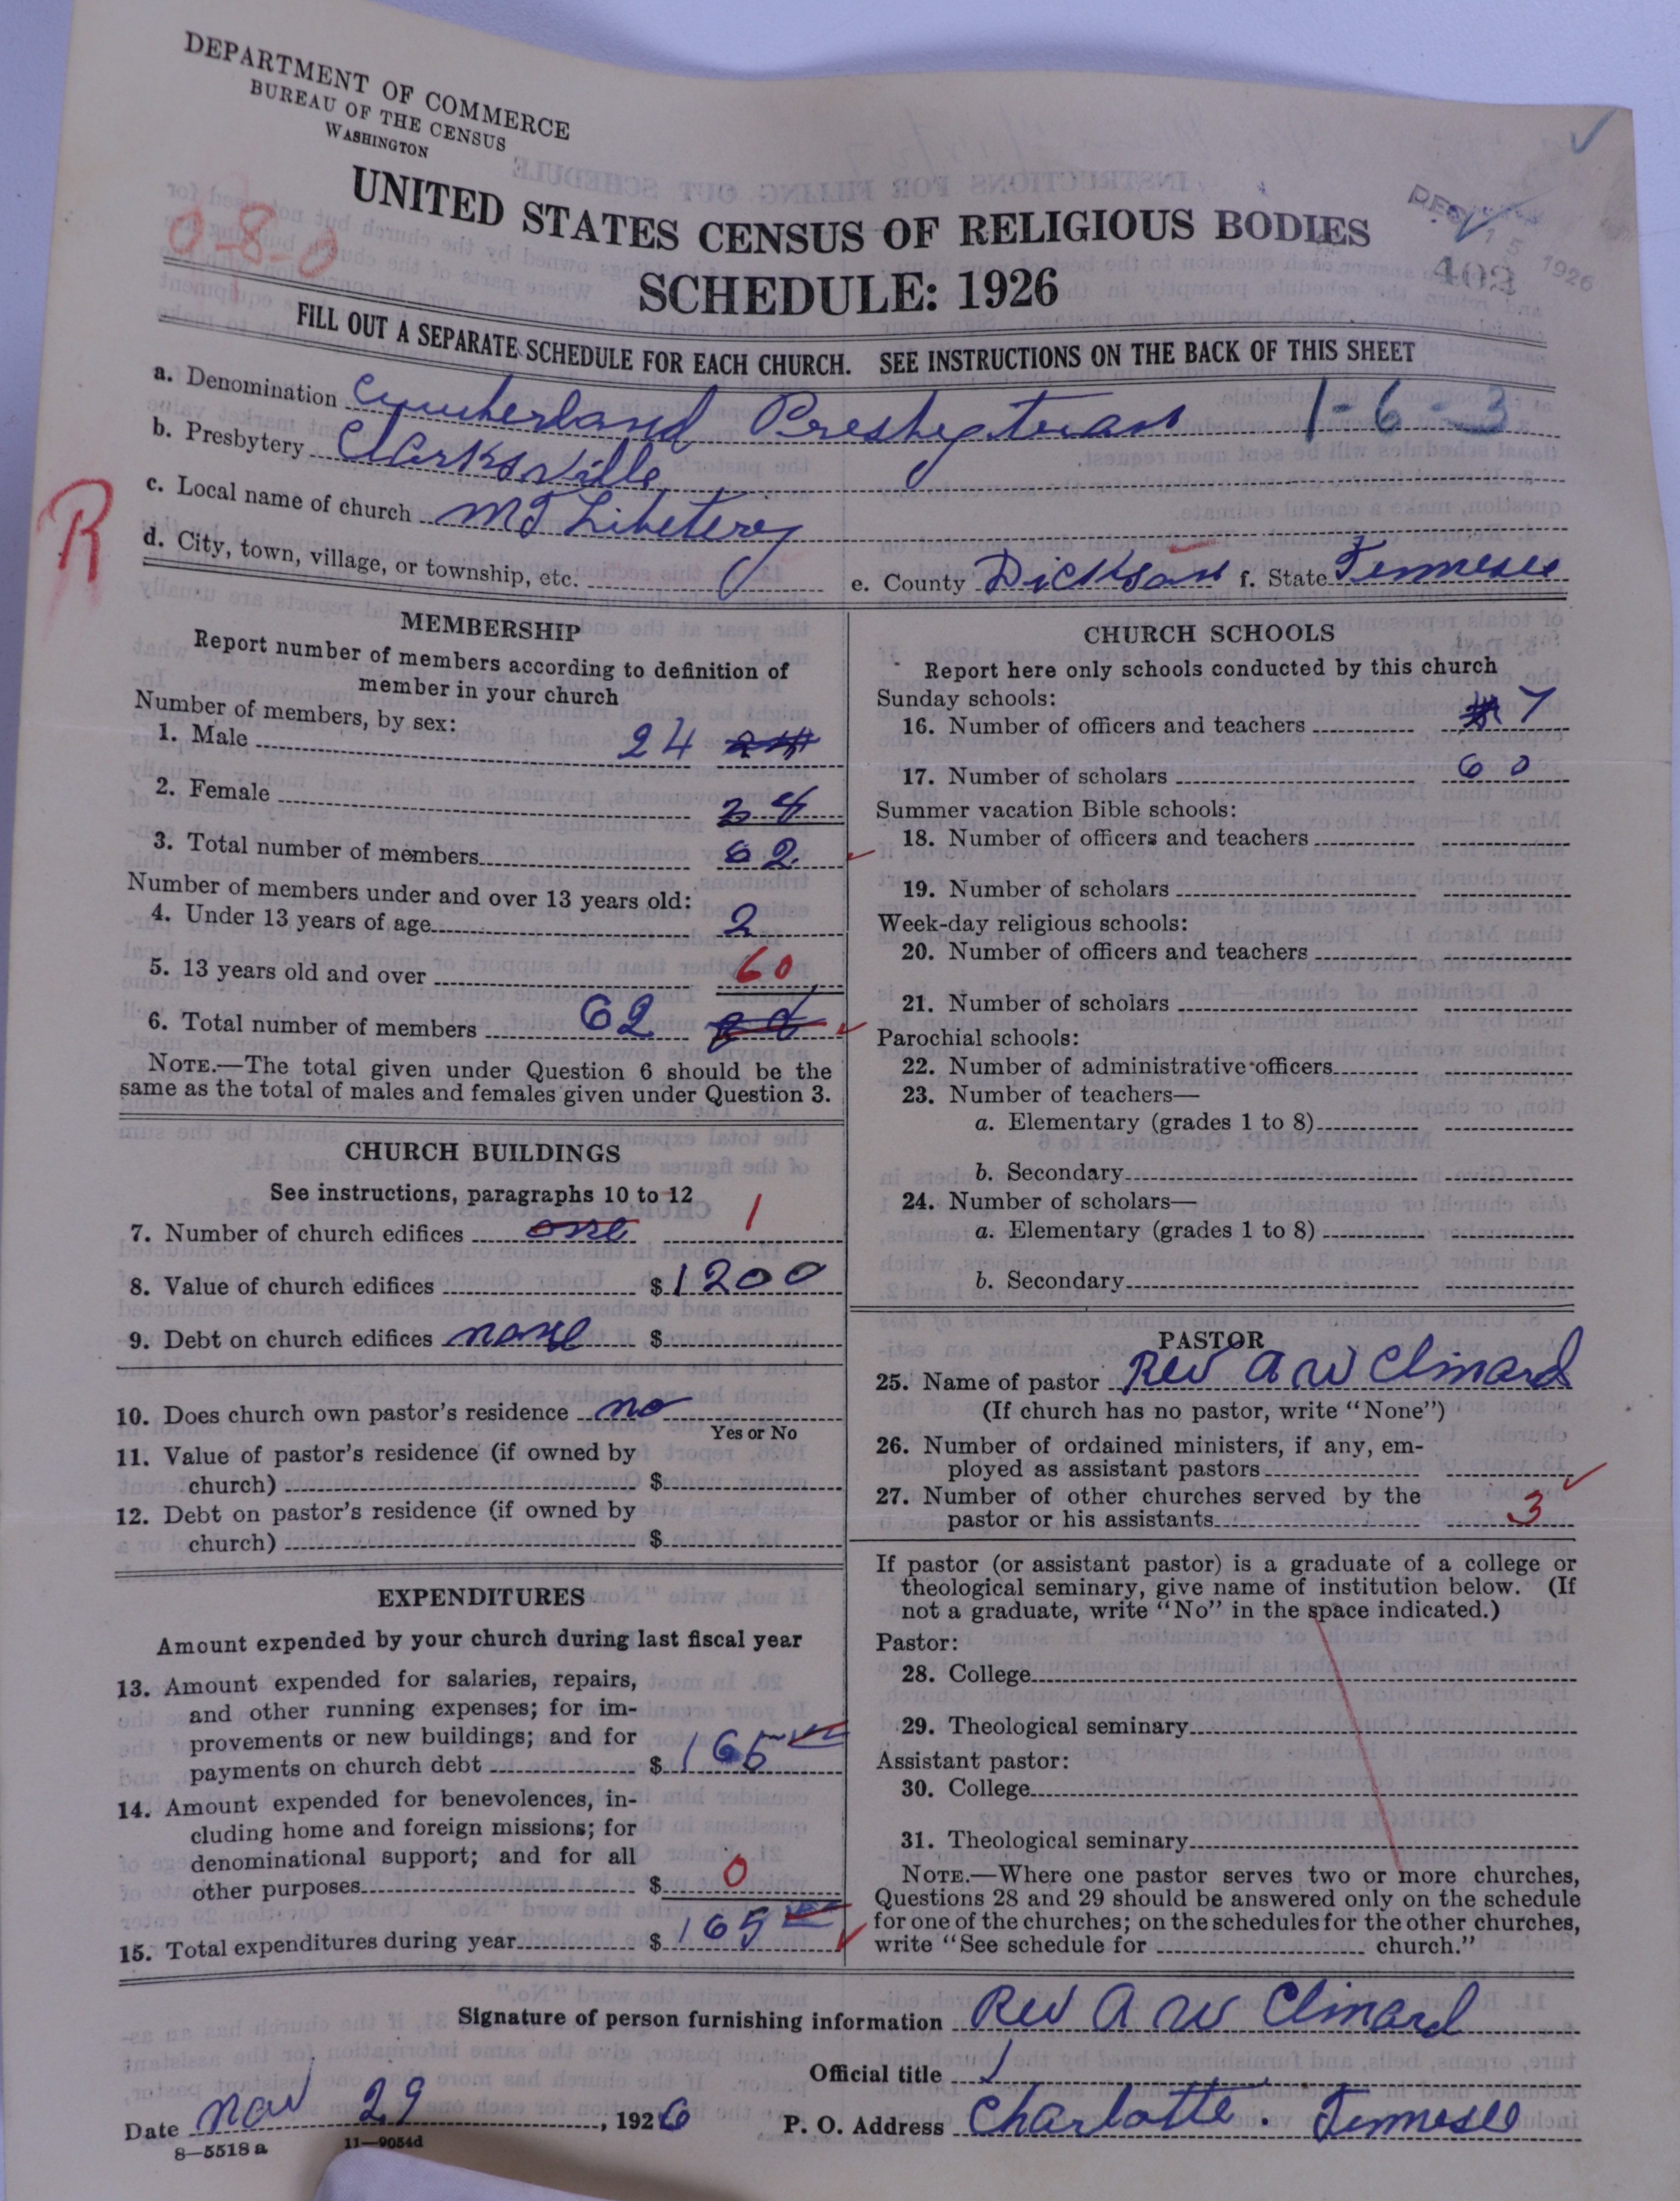 DEPARTMENT OF COMMERCE
BUREAU OF THE CENSUS
WASHINGTON
UNITED STATES CENSUS OF RELIGIOUS BODIES
SCHEDULE: 1926
0-8-0
REC'D
15 1926
403
FILL OUT A SEPARATE SCHEDULE FOR EACH CHURCH. SEE INSTRUCTIONS ON THE BACK OF THIS SHEET
a. Denomination Cumberland Presbyterian 1-6-3
b. Presbytery Clarksville
c. Local name of church Mt Libetery
R
d. City, town, village, or township, etc. e. County Dickson f. State Tennesee
MEMBERSHIP
Report number of members according to definition of
member in your church
Number of members, by sex:
1. Male 24
2. Female
3. Total number of members 62
Number of members under and over 13 years old:
4. Under 13 years of age 2
5. 13 years old and over 60
6. Total number of members 62
NOTE.—The total given under Question 6 should be the
same as the total of males and females given under Question 3.
CHURCH BUILDINGS
See instructions, paragraphs 10 to 12
7. Number of church edifices one 1
8. Value of church edifices $1200
9. Debt on church edifices none $
10. Does church own pastor's residence no
Yes or No
11. Value of pastor's residence (if owned by
church) $
12. Debt on pastor's residence (if owned by
church) $
EXPENDITURES
Amount expended by your church during last fiscal year
13. Amount expended for salaries, repairs,
and other running expenses; for im-
provements or new buildings; and for
payments on church debt $165
14. Amount expended for benevolences, in-
cluding home and foreign missions; for
denominational support; and for all
other purposes $ 0
15. Total expenditures during year $165
CHURCH SCHOOLS
Report here only schools conducted by this church
Sunday schools:
16. Number of officers and teachers 7
17. Number of scholars 60
Summer vacation Bible schools:
18. Number of officers and teachers
19. Number of scholars
Week-day religious schools:
20. Number of officers and teachers
21. Number of scholars
Parochial schools:
22. Number of administrative officers
23. Number of teachers—
a. Elementary (grades 1 to 8)
b. Secondary
24. Number of scholars—
a. Elementary (grades 1 to 8)
b. Secondary
PASTOR
25. Name of pastor Rev A W Clinard
(If church has no pastor, write "None")
26. Number of ordained ministers, if any, em-
ployed as assistant pastors
27. Number of other churches served by the
pastor or his assistants 3
If pastor (or assistant pastor) is a graduate of a college or
theological seminary, give name of institution below. (If
not a graduate, write "No" in the space indicated.)
Pastor:
28. College
29. Theological seminary
Assistant pastor:
30. College
31. Theological seminary
NOTE.—Where one pastor serves two or more churches,
Questions 28 and 29 should be answered only on the schedule
for one of the churches; on the schedules for the other churches,
write "See schedule for church."
Signature of person furnishing information Rev A W Clinard
Official title
Date Nov 29, 1926 P. O. Address Charlotte. Tennesee
8—5518a 11—9054d